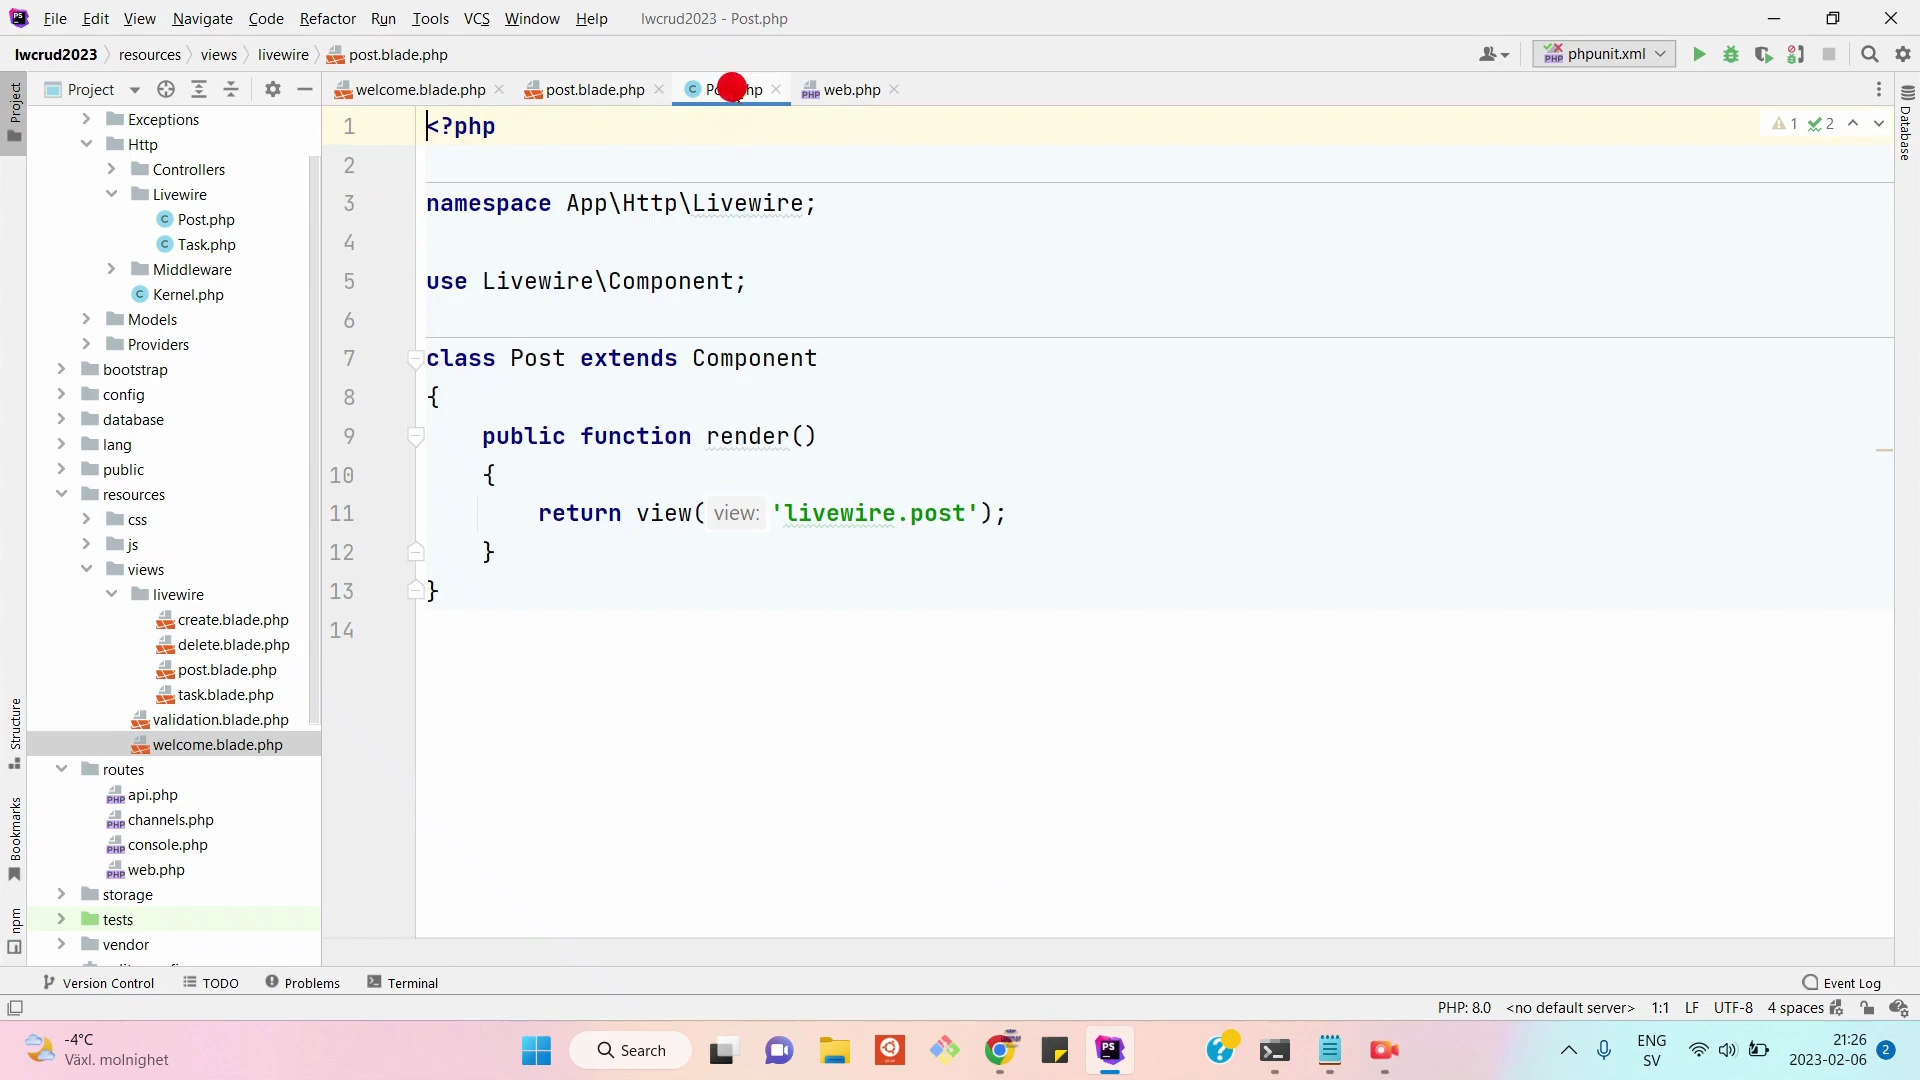 File Edit View Navigate Code Refactor Run Tools VCS Window Help lwcrud2023 - Post.php
lwcrud2023 resources views livewire post.blade.php phpunit.xml
Project
welcome.blade.php post.blade.php web.php
Project
Structure
Bookmarks
npm
Database
Exceptions
Http
Controllers
Livewire
Post.php
Task.php
Middleware
Kernel.php
Models
Providers
bootstrap
config
database
lang
public
resources
css
js
views
livewire
create.blade.php
delete.blade.php
post.blade.php
task.blade.php
validation.blade.php
welcome.blade.php
routes
api.php
channels.php
console.php
web.php
storage
tests
vendor
1 <?php
2
3 namespace App\Http\Livewire;
4
5 use Livewire\Component;
6
7 class Post extends Component
8 {
9 public function render()
10 {
11 return view( view: 'livewire.post');
12 }
13 }
14
1 2
Version Control TODO Problems Terminal Event Log
PHP: 8.0 <no default server> 1:1 LF UTF-8 4 spaces
-4°C
Växl. molnighet
Search
ENG
SV
21:26
2023-02-06
2